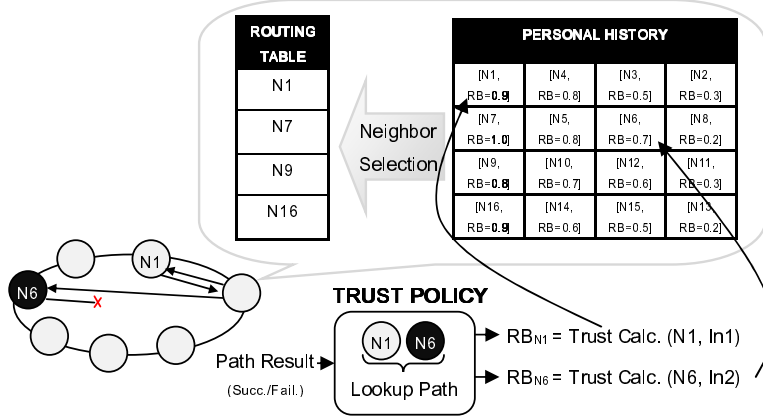 ROUTING
TABLE
N1
N7
N9
N16
Neighbor
Selection
PERSONAL HISTORY
[N1, [N4, [N3, [N2,
RB=0.9] RB=0.8] RB=0.5] RB=0.3]
[N7, [N5, [N6, [N8,
RB=1.0] RB=0.8] RB=0.7] RB=0.2]
[N9, [N10, [N12, [N11,
RB=0.8] RB=0.7] RB=0.6] RB=0.3]
[N16, [N14, [N15, [N13
RB=0.9] RB=0.6] RB=0.5] RB=0.2]
N1
N6
X
TRUST POLICY
N1 N6
Lookup Path
Path Result
(Succ./Fail.)
RBN1 = Trust Calc. (N1, In1)
RBN6 = Trust Calc. (N6, In2)